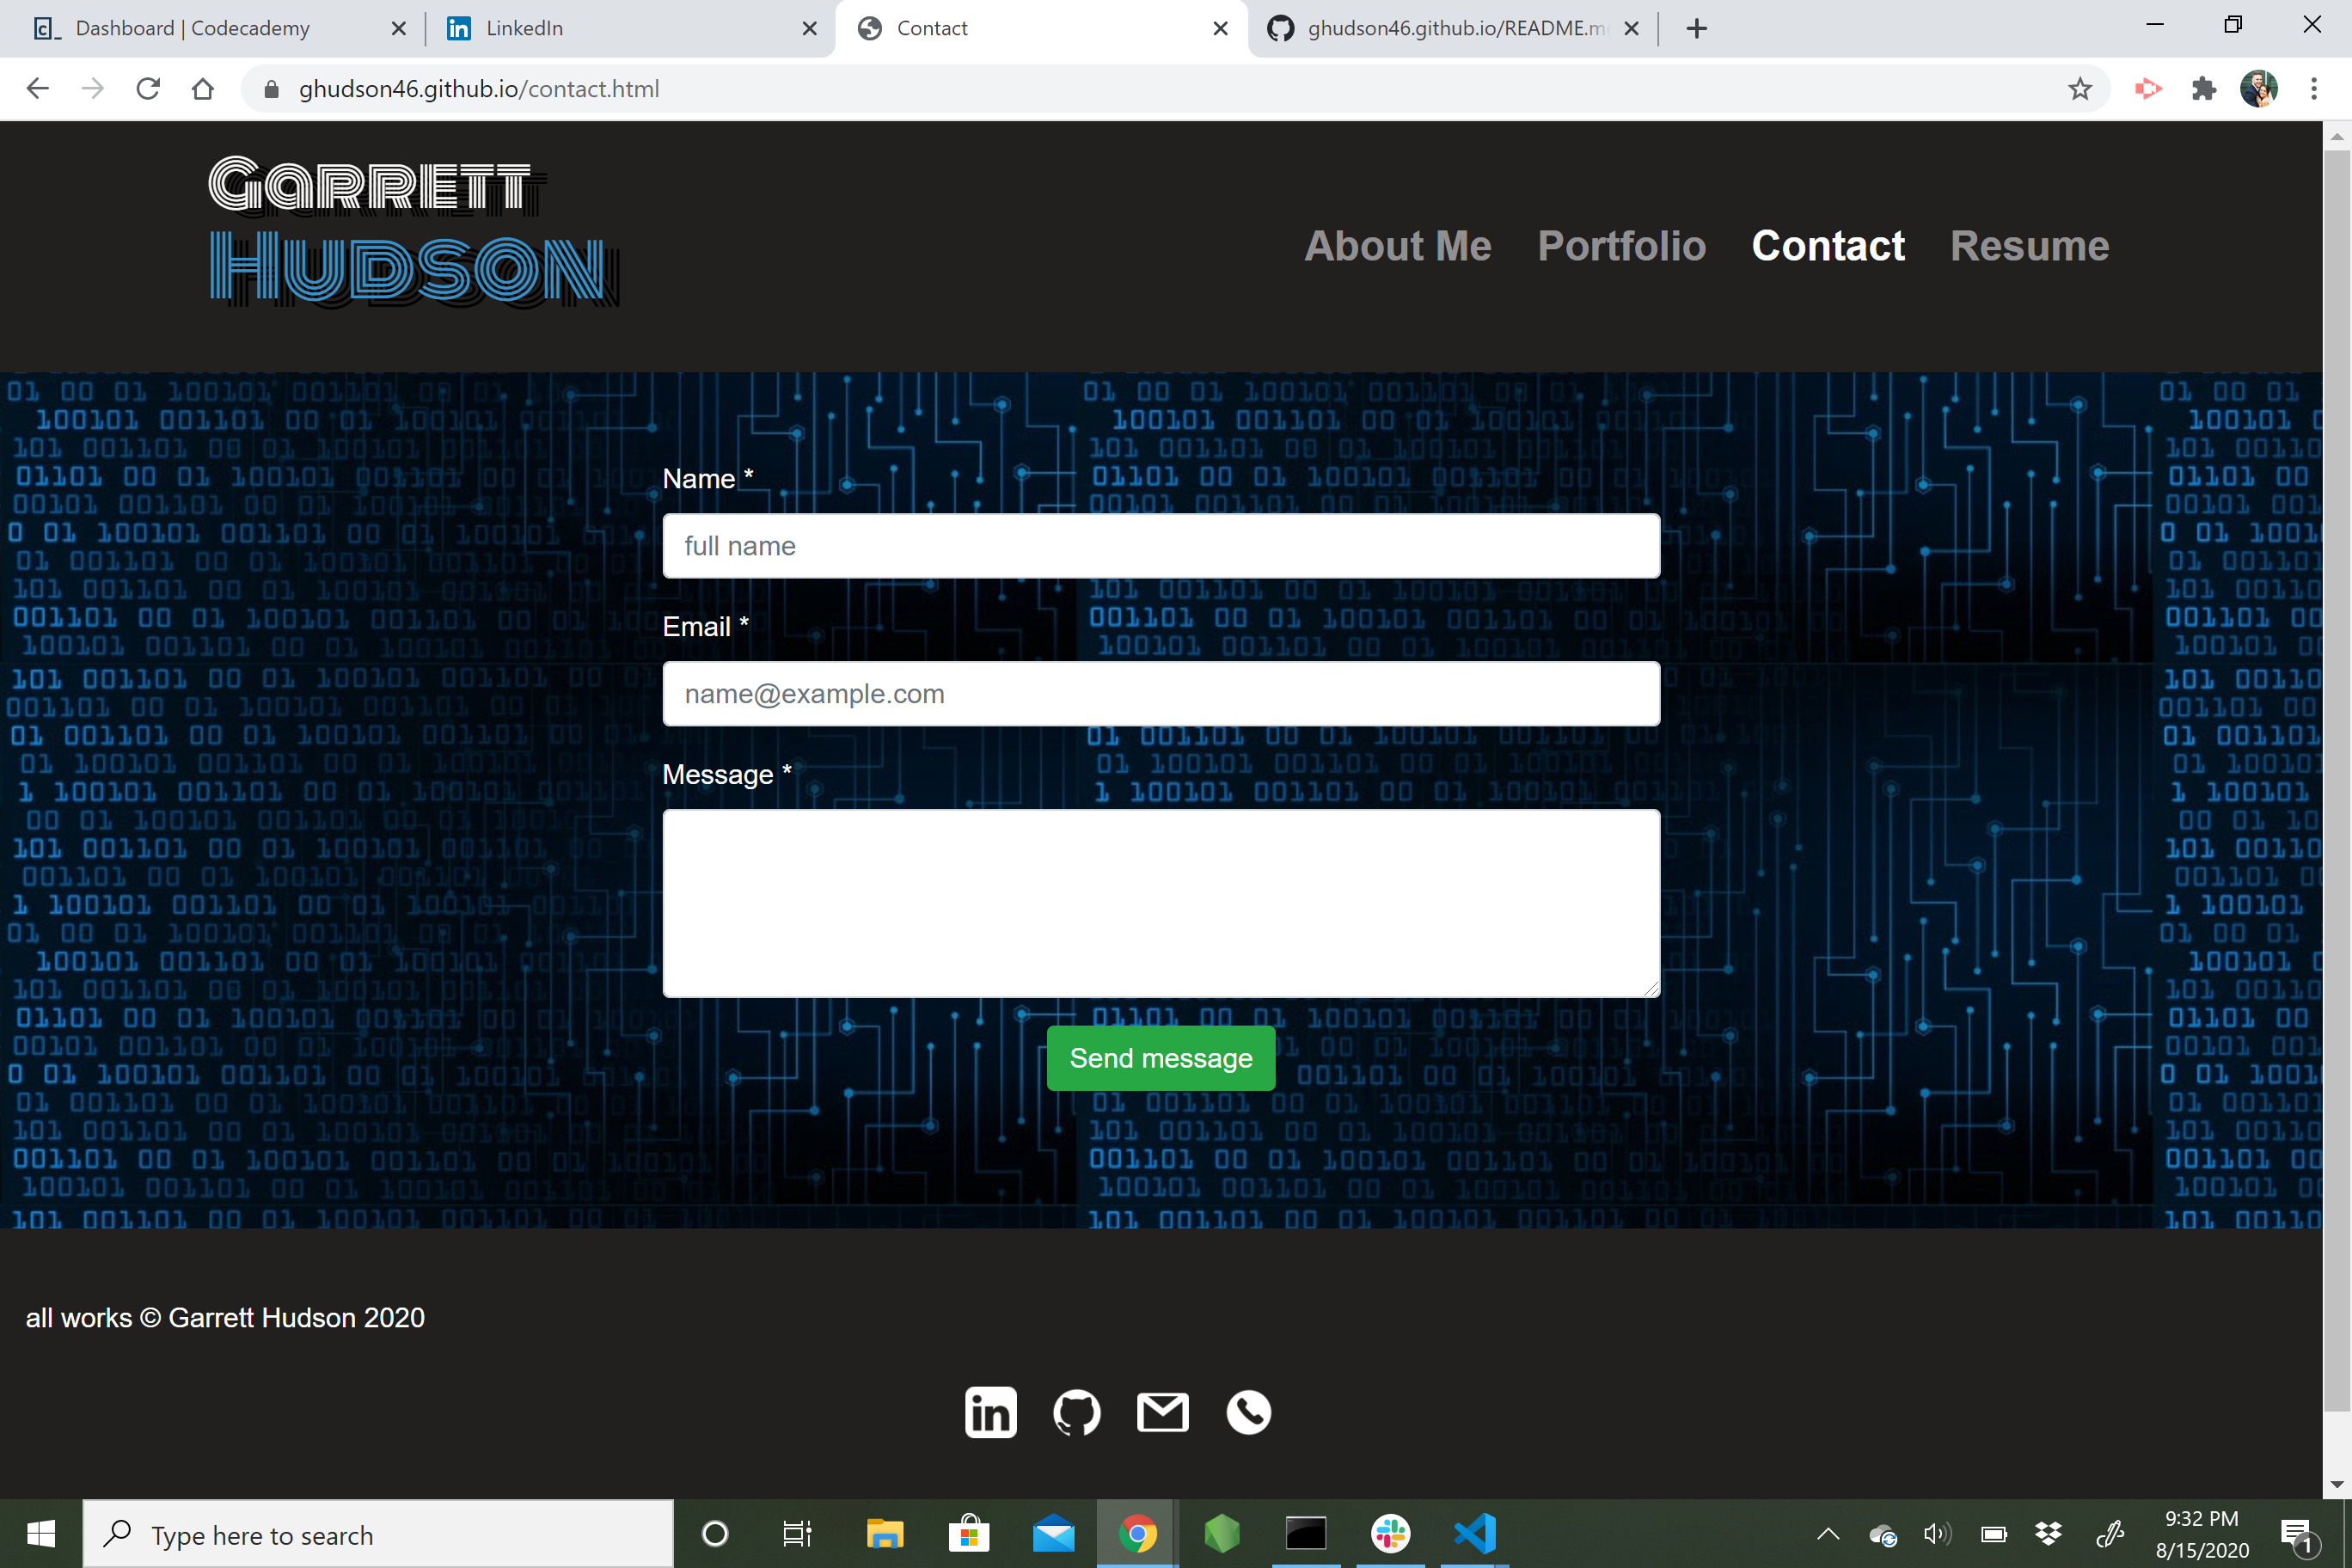 Dashboard | Codecademy
LinkedIn
Contact
ghudson46.github.io/README.m
ghudson46.github.io/contact.html
Garrett
Hudson
About Me Portfolio Contact Resume
Name *
full name
Email *
name@example.com
Message *
Send message
all works © Garrett Hudson 2020
in
Type here to search
9:32 PM
8/15/2020
1